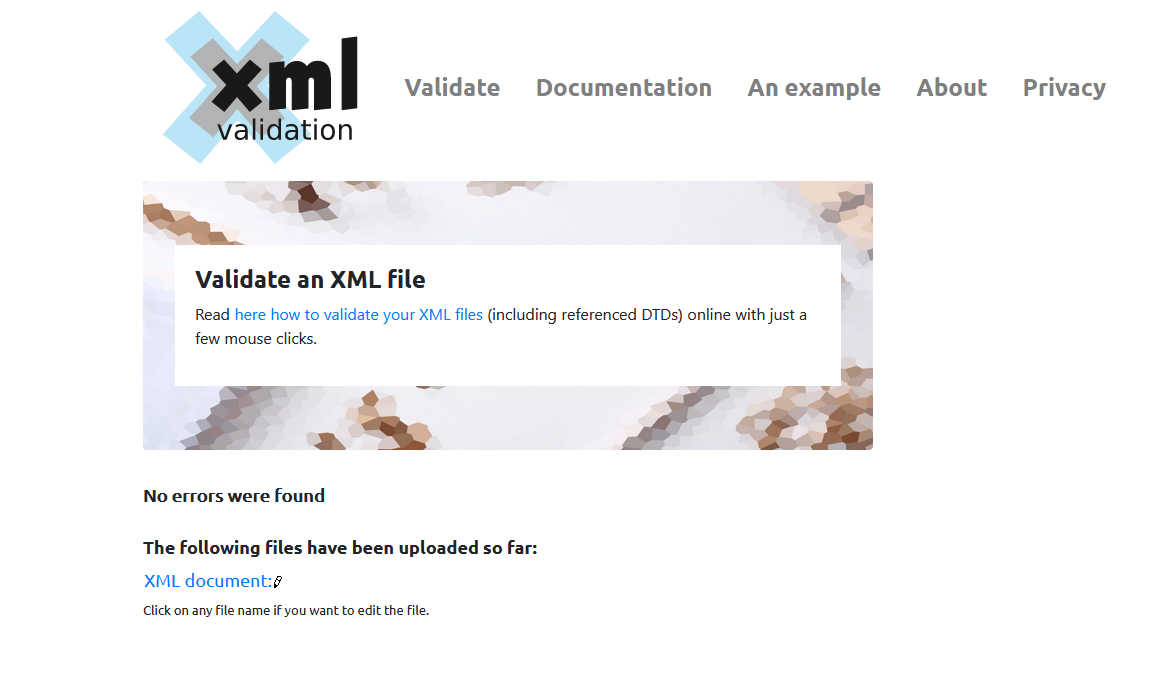 xml
validation
Validate Documentation An example About Privacy
Validate an XML file
Read here how to validate your XML files (including referenced DTDs) online with just a
few mouse clicks.
No errors were found
The following files have been uploaded so far:
XML document:
Click on any file name if you want to edit the file.